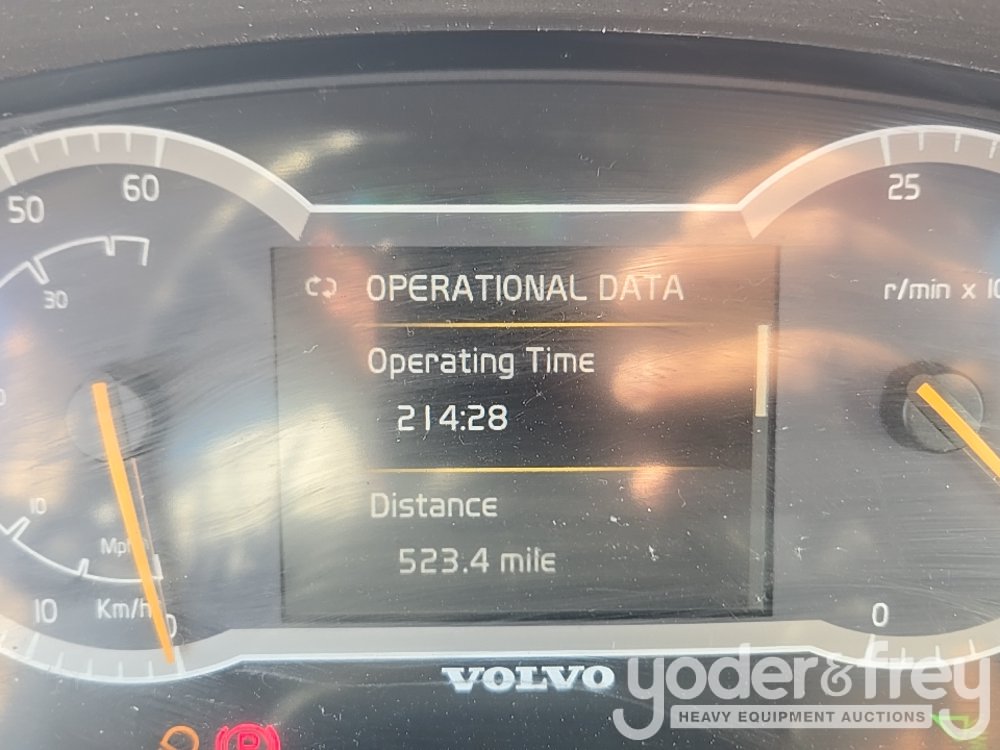 50
60
30
25
OPERATIONAL DATA
r/min x 10
Operating Time
214:28
Distance
10
Mph
523.4 mile
10
Km/h
0
0
VOLVO
yoder&frey
HEAVY EQUIPMENT AUCTIONS
P